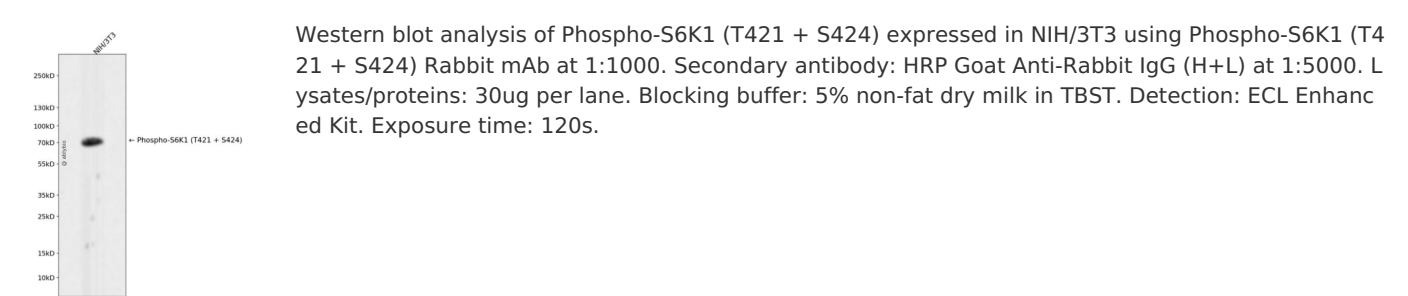 NIH/3T3
250kD
130kD
100kD
70kD
← Phospho-S6K1 (T421 + S424)
55kD
35kD
25kD
15kD
10kD
Western blot analysis of Phospho-S6K1 (T421 + S424) expressed in NIH/3T3 using Phospho-S6K1 (T4
21 + S424) Rabbit mAb at 1:1000. Secondary antibody: HRP Goat Anti-Rabbit IgG (H+L) at 1:5000. L
ysates/proteins: 30ug per lane. Blocking buffer: 5% non-fat dry milk in TBST. Detection: ECL Enhanc
ed Kit. Exposure time: 120s.